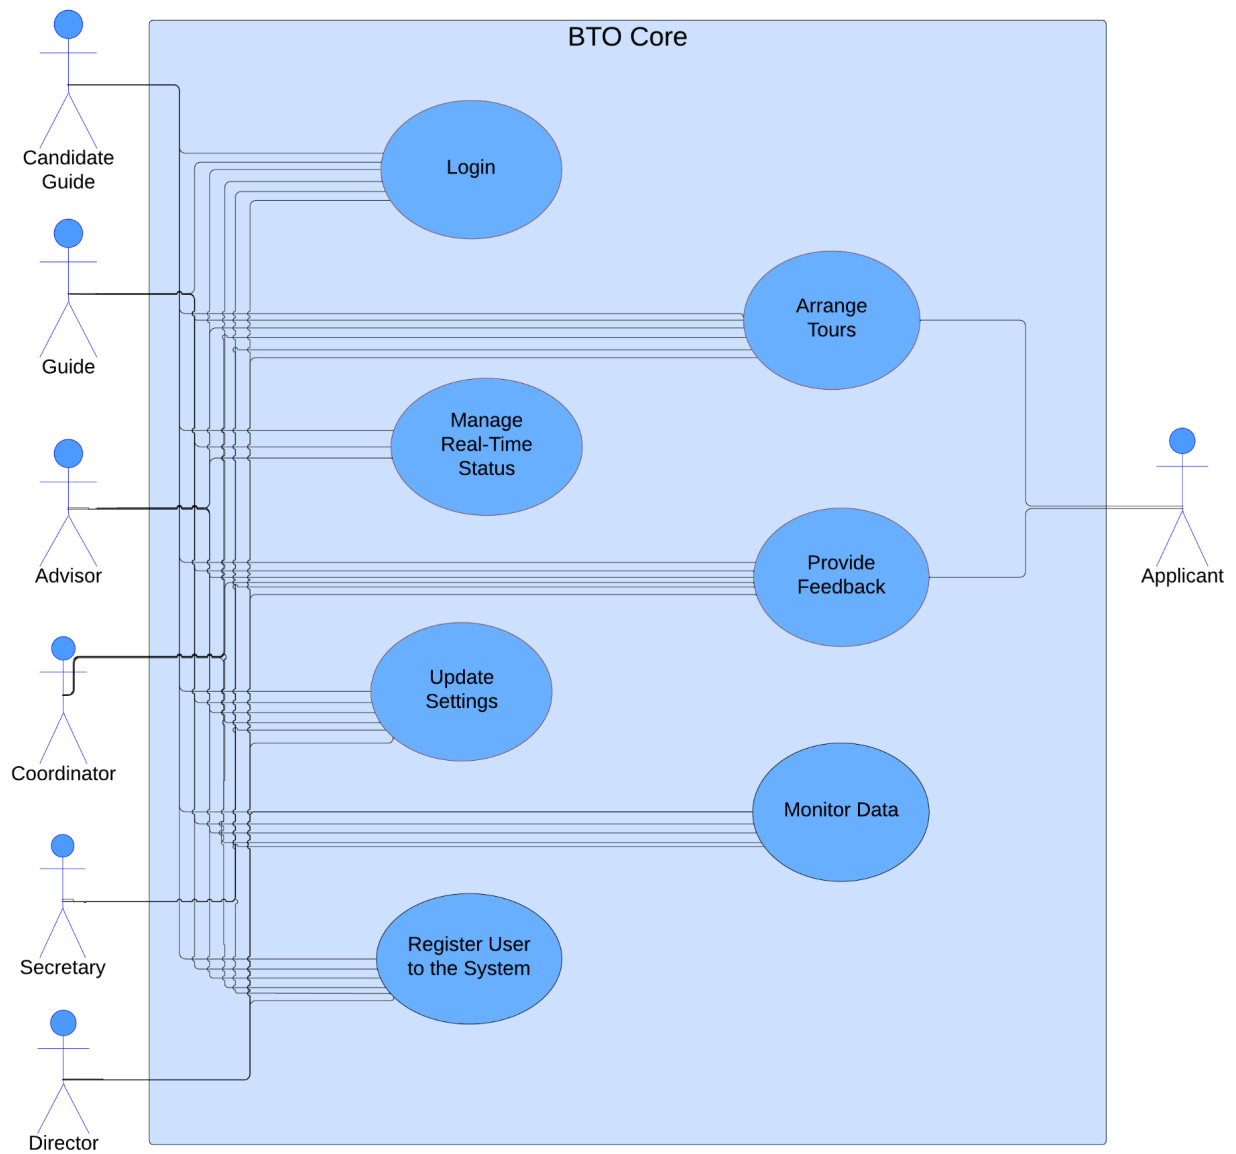 BTO Core
Candidate
Guide
Login
Guide
Arrange
Tours
Manage
Real-Time
Status
Advisor
Provide
Feedback
Applicant
Update
Settings
Coordinator
Monitor Data
Secretary
Register User
to the System
Director